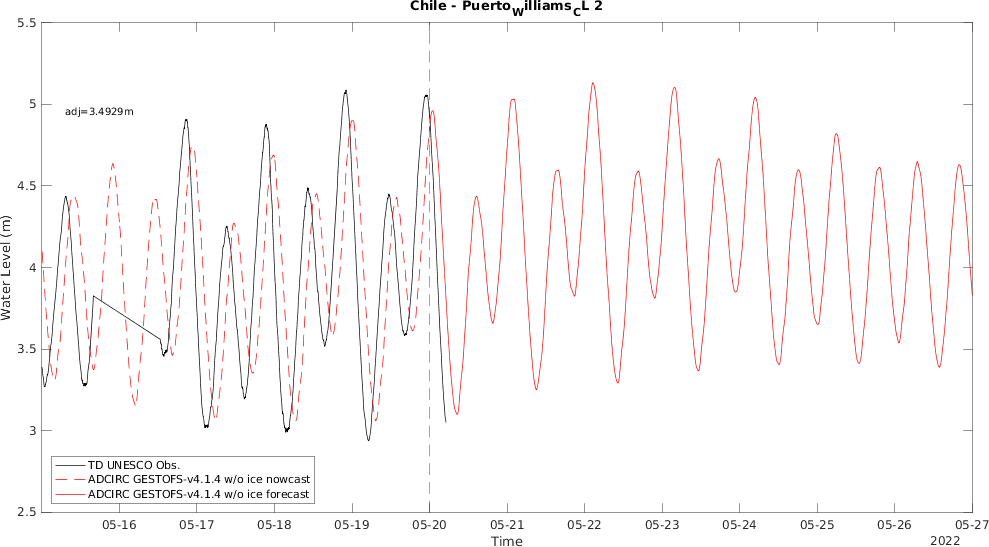 Chile - PuertoWilliamsCL 2
5.5
5
4.5
4
3.5
3
2.5
Water Level (m)
adj=3.4929m
TD UNESCO Obs.
ADCIRC GESTOFS-v4.1.4 w/o ice nowcast
ADCIRC GESTOFS-v4.1.4 w/o ice forecast
05-16 05-17 05-18 05-19 05-20 05-21 05-22 05-23 05-24 05-25 05-26 05-27
Time
2022